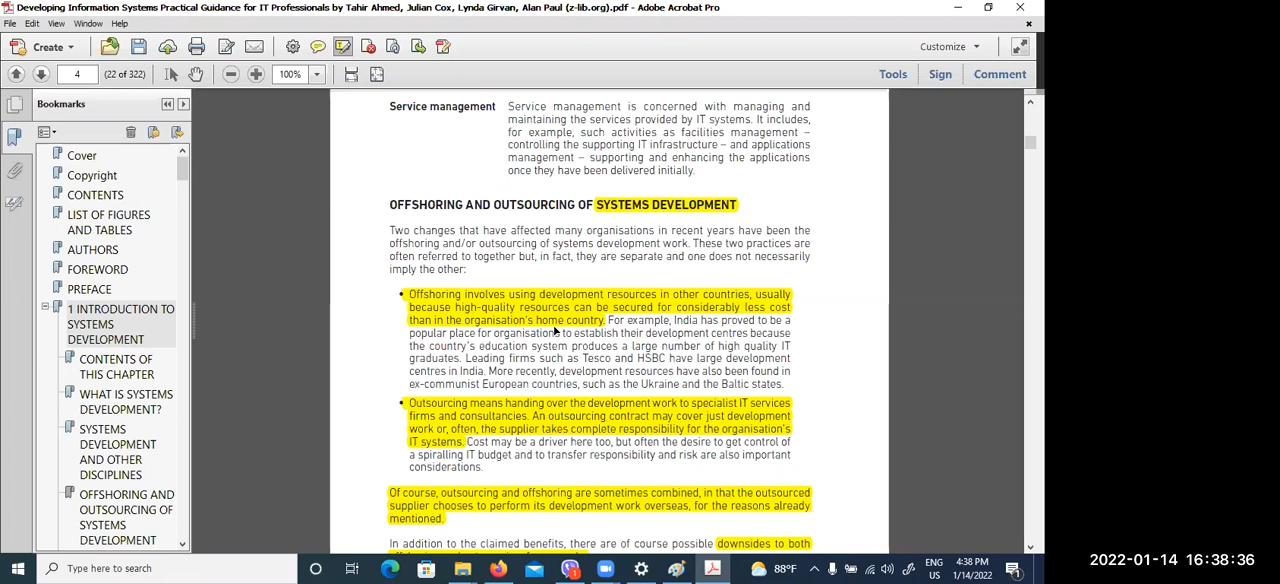 Developing Information Systems Practical Guidance for IT Professionals by Tahir Ahmed, Julian Cox, Lynda Girvan, Alan Paul (z-lib.org).pdf - Adobe Acrobat Pro
File Edit View Window Help
Create
Customize
4 (22 of 322) 100%
Tools Sign Comment
Bookmarks
Cover
Copyright
CONTENTS
LIST OF FIGURES
AND TABLES
AUTHORS
FOREWORD
PREFACE
1 INTRODUCTION TO
SYSTEMS
DEVELOPMENT
CONTENTS OF
THIS CHAPTER
WHAT IS SYSTEMS
DEVELOPMENT?
SYSTEMS
DEVELOPMENT
AND OTHER
DISCIPLINES
OFFSHORING AND
OUTSOURCING OF
SYSTEMS
DEVELOPMENT
Service management Service management is concerned with managing and
maintaining the services provided by IT systems. It includes,
for example, such activities as facilities management –
controlling the supporting IT infrastructure – and applications
management – supporting and enhancing the applications
once they have been delivered initially.
OFFSHORING AND OUTSOURCING OF SYSTEMS DEVELOPMENT
Two changes that have affected many organisations in recent years have been the
offshoring and/or outsourcing of systems development work. These two practices are
often referred to together but, in fact, they are separate and one does not necessarily
imply the other:
• Offshoring involves using development resources in other countries, usually
because high-quality resources can be secured for considerably less cost
than in the organisation's home country. For example, India has proved to be a
popular place for organisations to establish their development centres because
the country's education system produces a large number of high quality IT
graduates. Leading firms such as Tesco and HSBC have large development
centres in India. More recently, development resources have also been found in
ex-communist European countries, such as the Ukraine and the Baltic states.
• Outsourcing means handing over the development work to specialist IT services
firms and consultancies. An outsourcing contract may cover just development
work or, often, the supplier takes complete responsibility for the organisation's
IT systems. Cost may be a driver here too, but often the desire to get control of
a spiralling IT budget and to transfer responsibility and risk are also important
considerations.
Of course, outsourcing and offshoring are sometimes combined, in that the outsourced
supplier chooses to perform its development work overseas, for the reasons already
mentioned.
In addition to the claimed benefits, there are of course possible downsides to both
Type here to search
88°F
ENG
US
4:38 PM
1/14/2022
2022-01-14 16:38:36